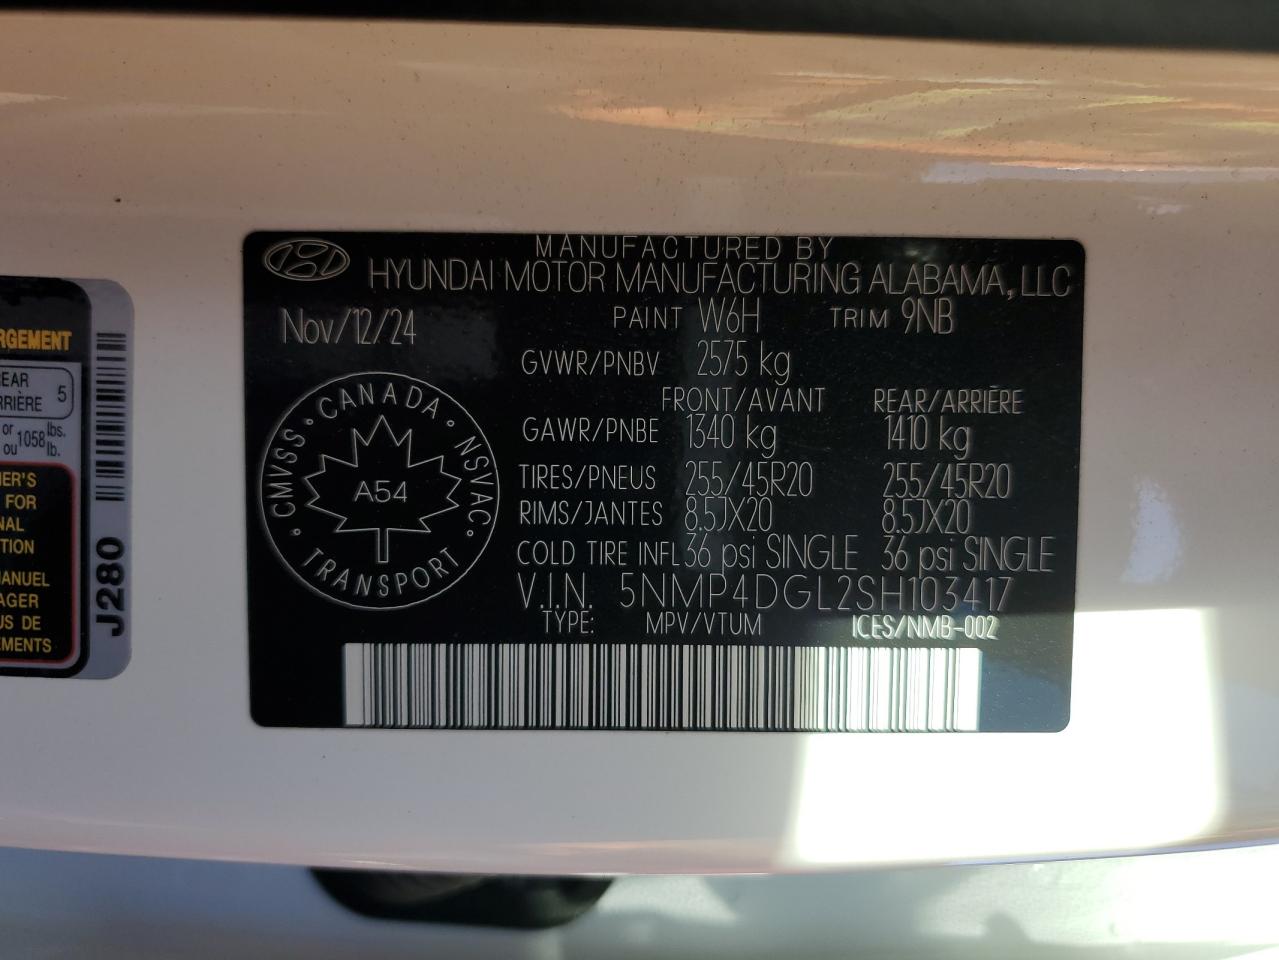 RGEMENT
REAR 5
RRIÈRE
or 1058 lbs.
ou lb.
ER'S
FOR
NAL
TION
MANUEL
AGER
US DE
EMENTS
J280
MANUFACTURED BY
HYUNDAI MOTOR MANUFACTURING ALABAMA, LLC
Nov/12/24 PAINT W6H TRIM 9NB
GVWR/PNBV 2575 kg
FRONT/AVANT REAR/ARRIÈRE
GAWR/PNBE 1340 kg 1410 kg
TIRES/PNEUS 255/45R20 255/45R20
RIMS/JANTES 8.5JX20 8.5JX20
COLD TIRE INFL 36 psi SINGLE 36 psi SINGLE
V.I.N. 5NMP4DGL2SH103417
TYPE: MPV/VTUM ICES/NMB-002
CMVSS · CANADA · NSVAC · TRANSPORT ·
A54